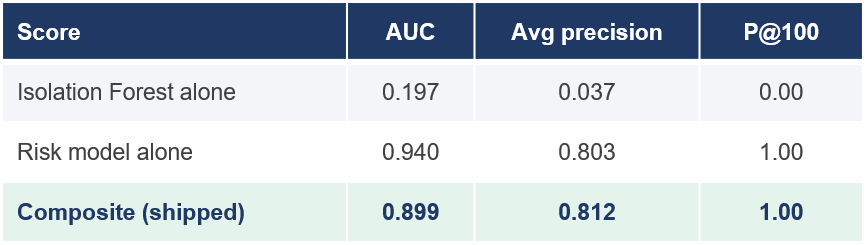 Score AUC Avg precision P@100
Isolation Forest alone 0.197 0.037 0.00
Risk model alone 0.940 0.803 1.00
Composite (shipped) 0.899 0.812 1.00